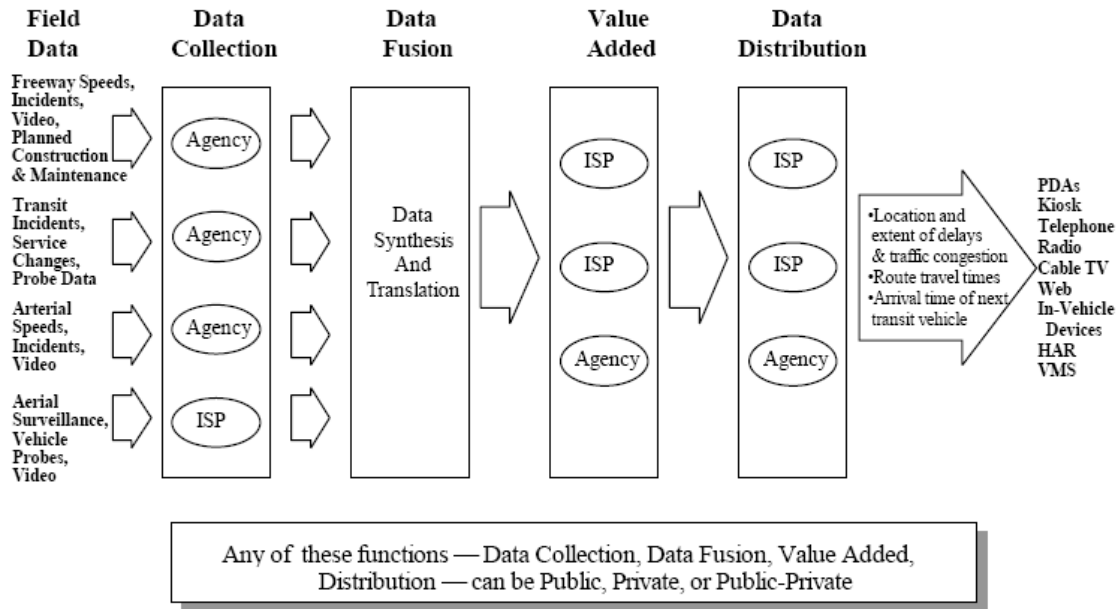 Field
Data
Data
Collection
Data
Fusion
Value
Added
Data
Distribution
Freeway Speeds,
Incidents,
Video,
Planned
Construction
& Maintenance
Transit
Incidents,
Service
Changes,
Probe Data
Arterial
Speeds,
Incidents,
Video
Aerial
Surveillance,
Vehicle
Probes,
Video
Agency
Agency
Agency
ISP
Data
Synthesis
And
Translation
ISP
ISP
Agency
ISP
ISP
Agency
•Location and
extent of delays
& traffic congestion
•Route travel times
•Arrival time of next
transit vehicle
PDAs
Kiosk
Telephone
Radio
Cable TV
Web
In-Vehicle
Devices
HAR
VMS
Any of these functions — Data Collection, Data Fusion, Value Added,
Distribution — can be Public, Private, or Public-Private